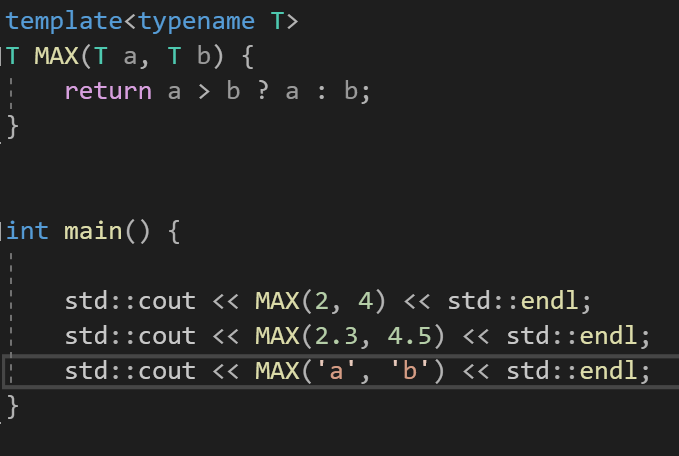 template<typename T>
T MAX(T a, T b) {
    return a > b ? a : b;
}
int main() {
    std::cout << MAX(2, 4) << std::endl;
    std::cout << MAX(2.3, 4.5) << std::endl;
    std::cout << MAX('a', 'b') << std::endl;
}